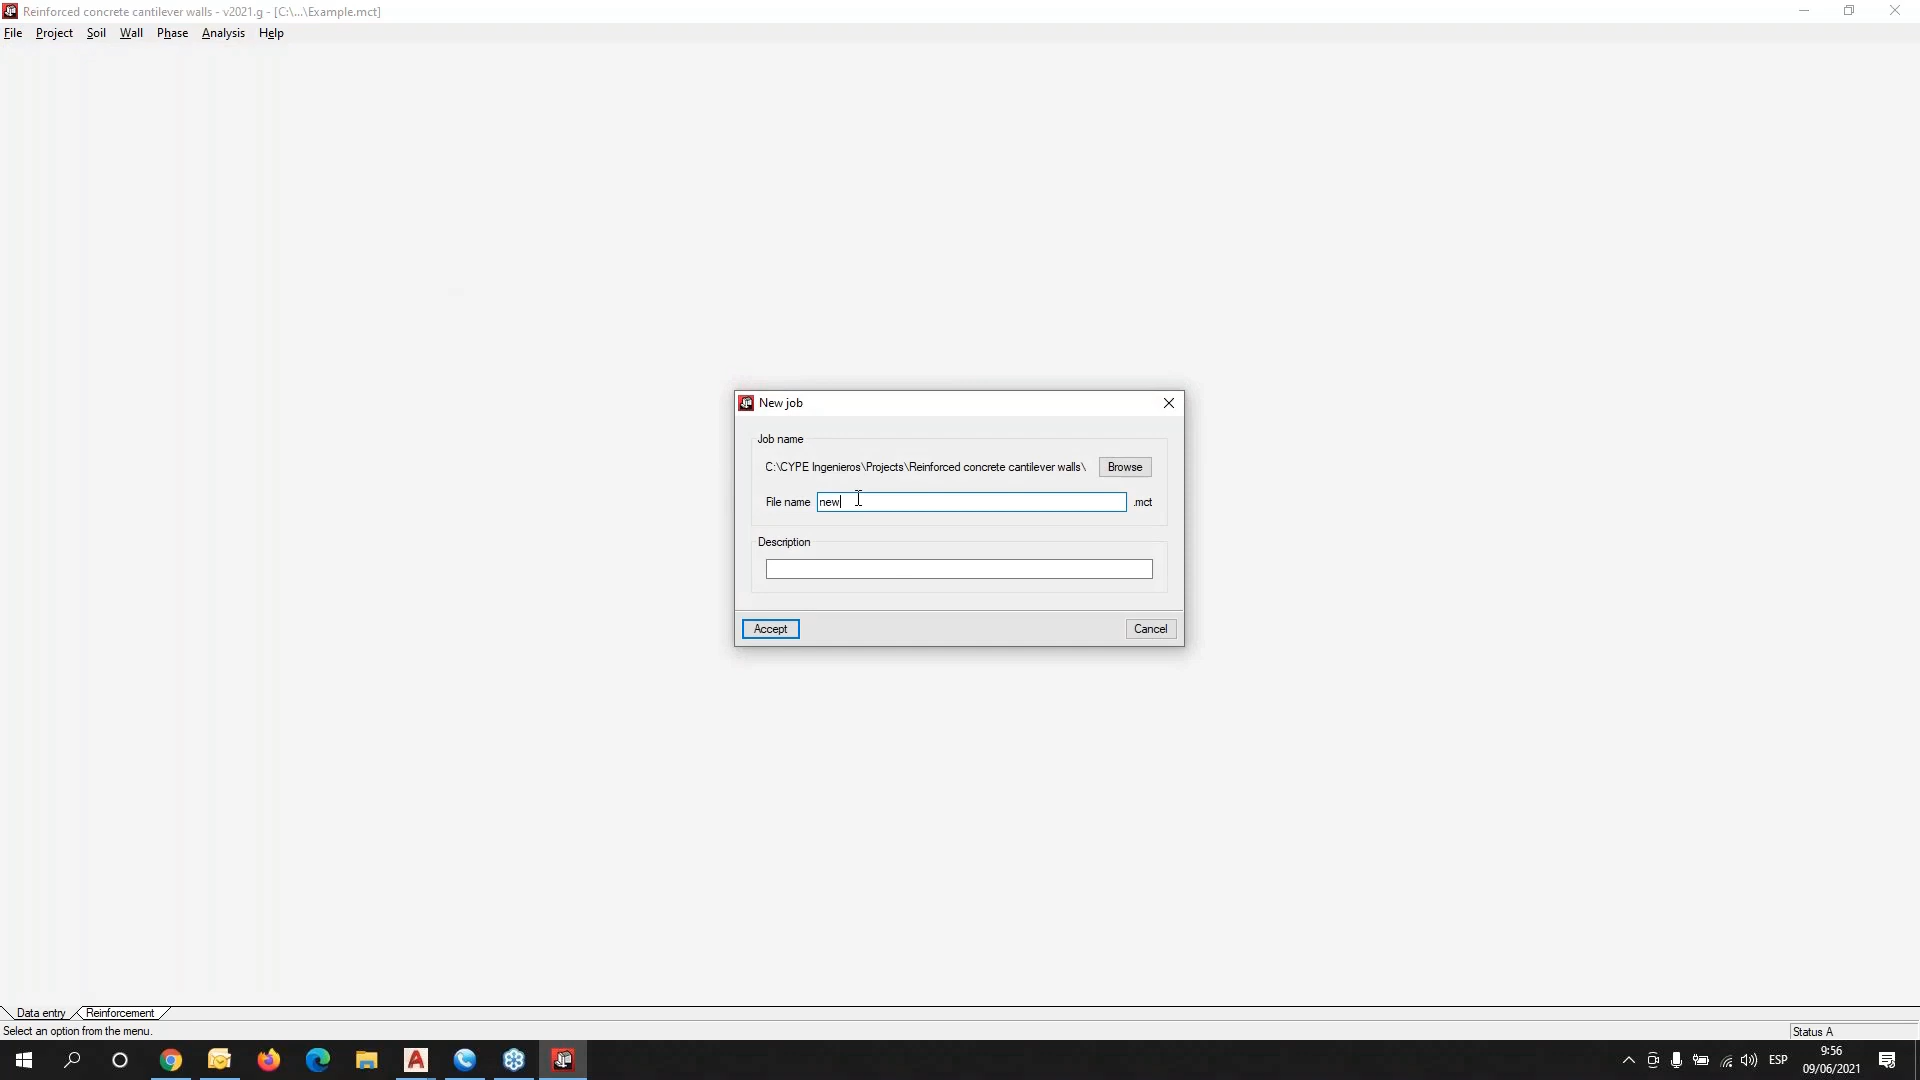 Reinforced concrete cantilever walls - v2021.g - [C:\...\Example.mct]
File Project Soil Wall Phase Analysis Help
New job
Job name
C:\CYPE Ingenieros\Projects\Reinforced concrete cantilever walls\ Browse
File name new .mct
Description
Accept Cancel
Data entry Reinforcement
Select an option from the menu. Status A
ESP 9:56
09/06/2021